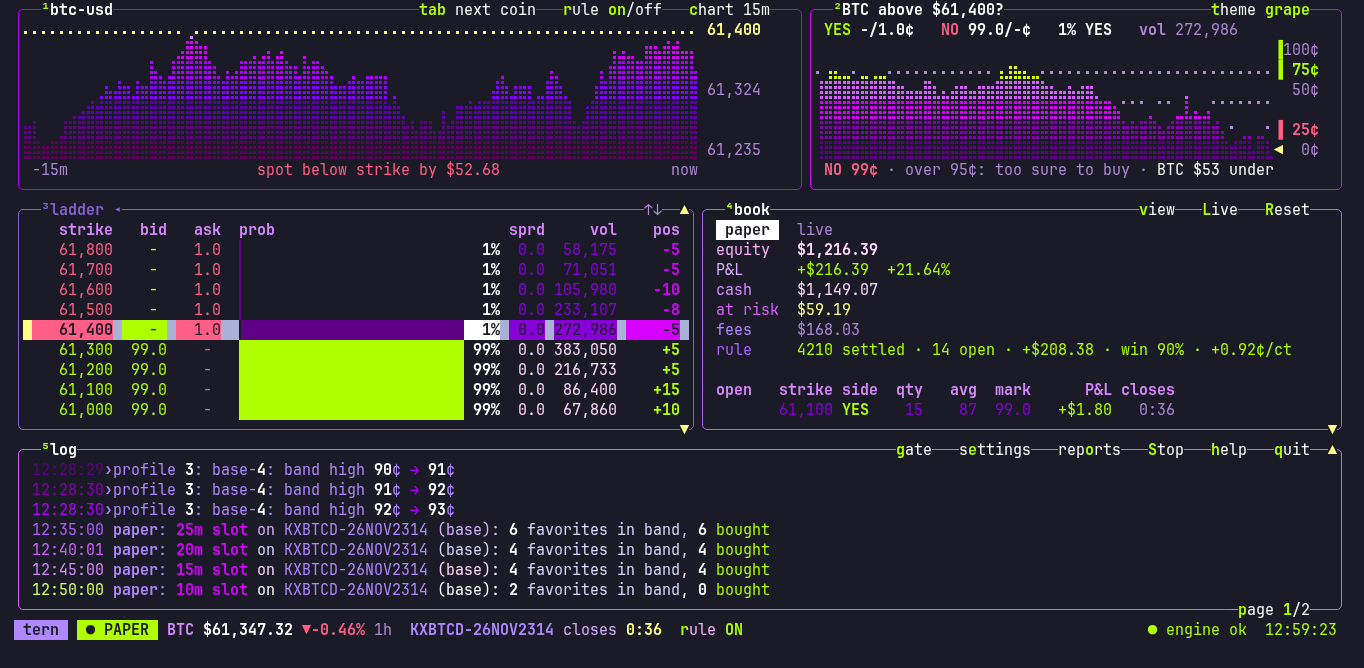 ¹btc-usd tab next coin rule on/off chart 15m
61,400
61,324
61,235
-15m spot below strike by $52.68 now
²BTC above $61,400? theme grape
YES -/1.0¢ NO 99.0/-¢ 1% YES vol 272,986
100¢
75¢
50¢
25¢
0¢
NO 99¢ · over 95¢: too sure to buy · BTC $53 under
³ladder ◂ ↑↓ ▲
strike bid ask prob sprd vol pos
61,800 - 1.0 1% 0.0 58,175 -5
61,700 - 1.0 1% 0.0 71,051 -5
61,600 - 1.0 1% 0.0 105,980 -10
61,500 - 1.0 1% 0.0 233,107 -8
61,400 - 1.0 1% 0.0 272,986 -5
61,300 99.0 - 99% 0.0 383,050 +5
61,200 99.0 - 99% 0.0 216,733 +5
61,100 99.0 - 99% 0.0 86,400 +15
61,000 99.0 - 99% 0.0 67,860 +10
▼
⁴book view Live Reset
paper live
equity $1,216.39
P&L +$216.39 +21.64%
cash $1,149.07
at risk $59.19
fees $168.03
rule 4210 settled · 14 open · +$208.38 · win 90% · +0.92¢/ct
open strike side qty avg mark P&L closes
61,100 YES 15 87 99.0 +$1.80 0:36
▼
⁵log gate settings reports Stop help quit ▲
12:28:29›profile 3: base-4: band high 90¢ → 91¢
12:28:30›profile 3: base-4: band high 91¢ → 92¢
12:28:30›profile 3: base-4: band high 92¢ → 93¢
12:35:00 paper: 25m slot on KXBTCD-26NOV2314 (base): 6 favorites in band, 6 bought
12:40:01 paper: 20m slot on KXBTCD-26NOV2314 (base): 4 favorites in band, 4 bought
12:45:00 paper: 15m slot on KXBTCD-26NOV2314 (base): 4 favorites in band, 4 bought
12:50:00 paper: 10m slot on KXBTCD-26NOV2314 (base): 2 favorites in band, 0 bought
page 1/2
tern ● PAPER BTC $61,347.32 ▼-0.46% 1h KXBTCD-26NOV2314 closes 0:36 rule ON ● engine ok 12:59:23